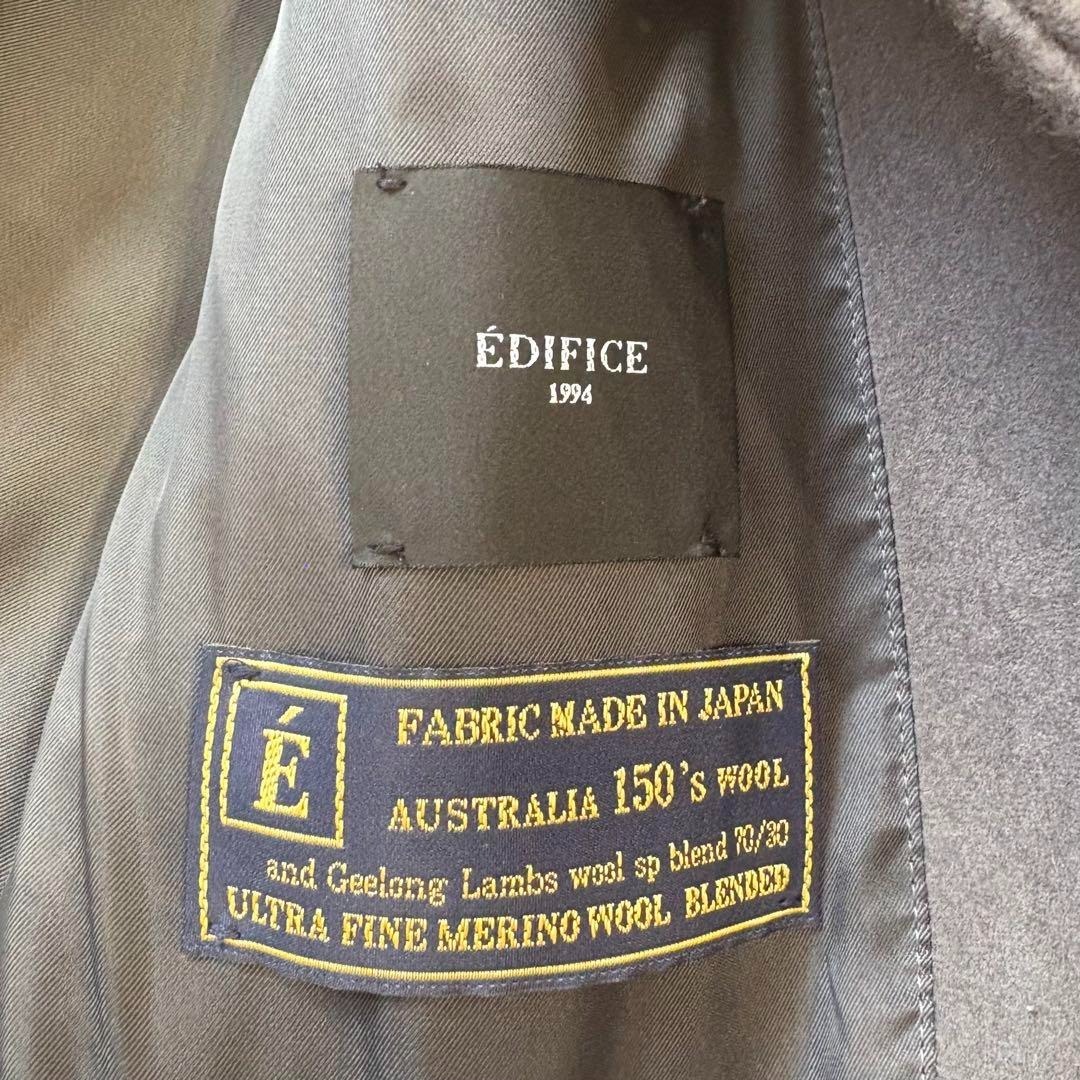 ÉDIFICE
1994
É
FABRIC MADE IN JAPAN
AUSTRALIA 150's WOOL
and Geelong Lambs wool sp blend 70/30
ULTRA FINE MERINO WOOL BLENDED